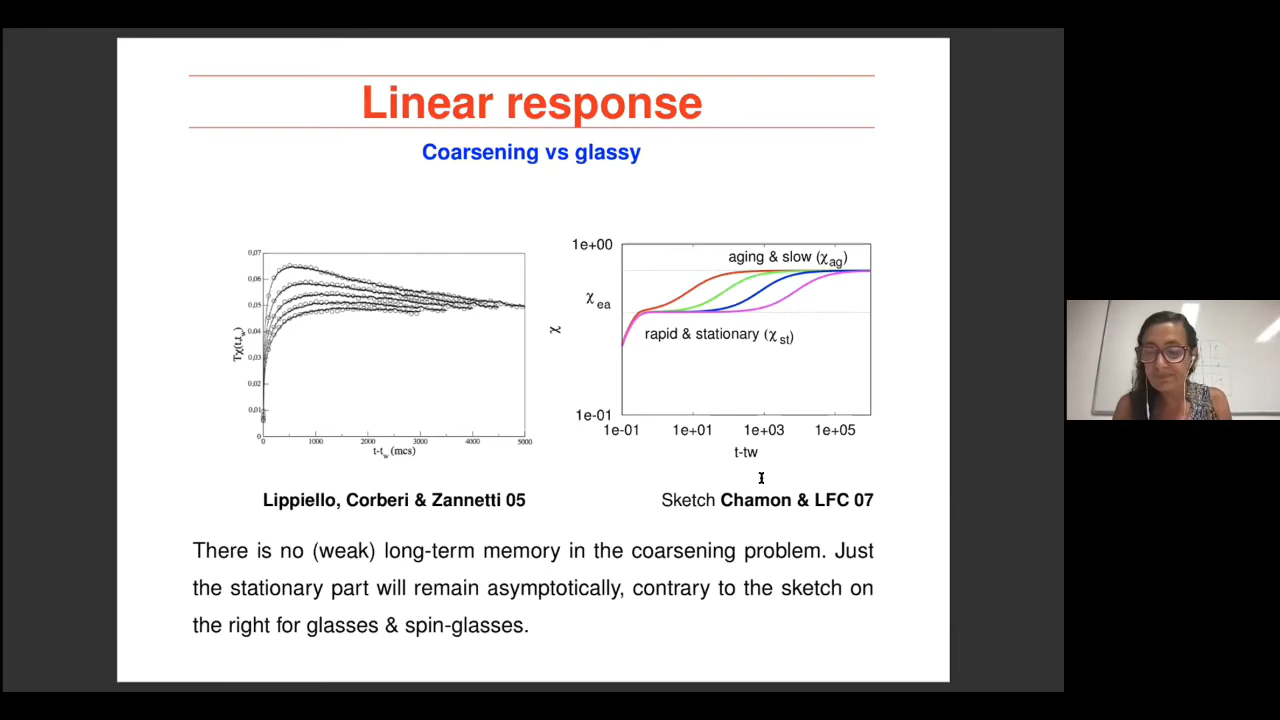 Linear response
Coarsening vs glassy
0,07
0,06
0,05
0,04
0,03
0,02
0,01
0
Tχ(t,tw)
0
1000
2000
3000
4000
5000
t-tw (mcs)
1e+00
χea
χ
1e-01
aging & slow (χag)
rapid & stationary (χst)
1e-01
1e+01
1e+03
1e+05
t-tw
Lippiello, Corberi & Zannetti 05
Sketch Chamon & LFC 07
There is no (weak) long-term memory in the coarsening problem. Just
the stationary part will remain asymptotically, contrary to the sketch on
the right for glasses & spin-glasses.